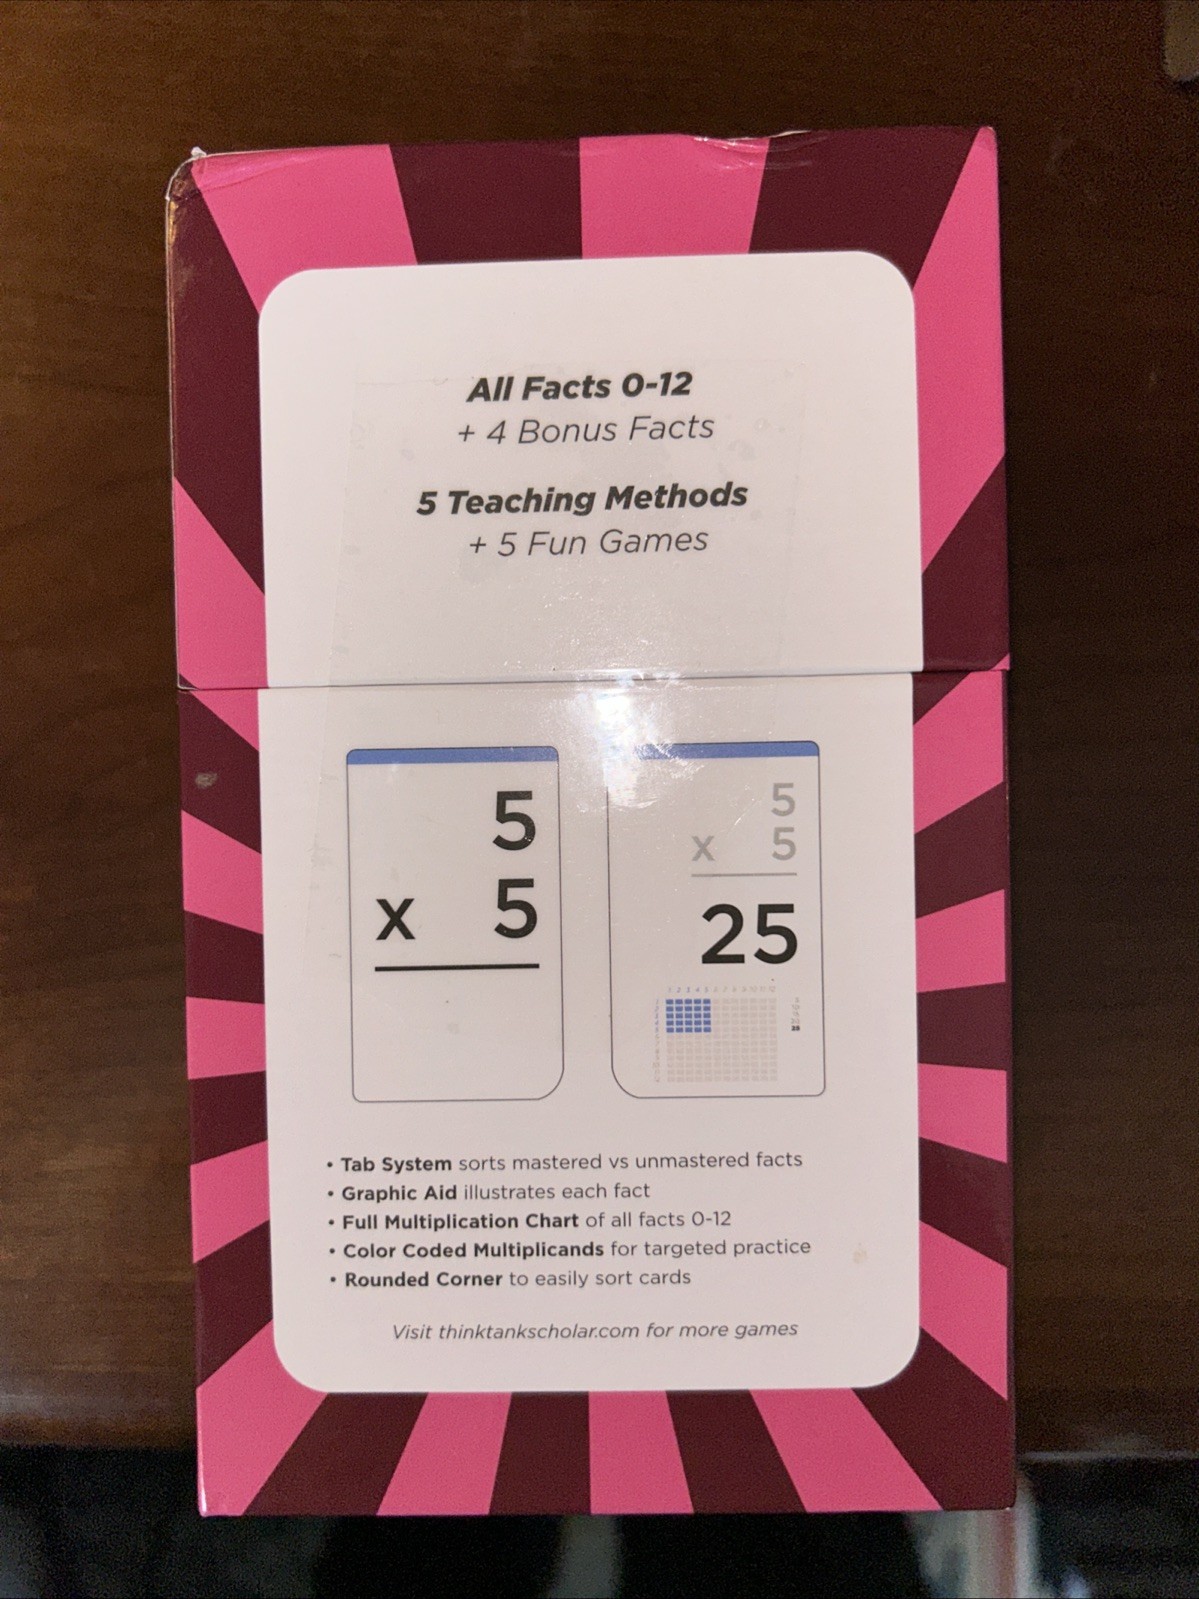 All Facts 0-12
+ 4 Bonus Facts
5 Teaching Methods
+ 5 Fun Games
5
x 5
5
x 5
25
• Tab System sorts mastered vs unmastered facts
• Graphic Aid illustrates each fact
• Full Multiplication Chart of all facts 0-12
• Color Coded Multiplicands for targeted practice
• Rounded Corner to easily sort cards
Visit thinktankscholar.com for more games